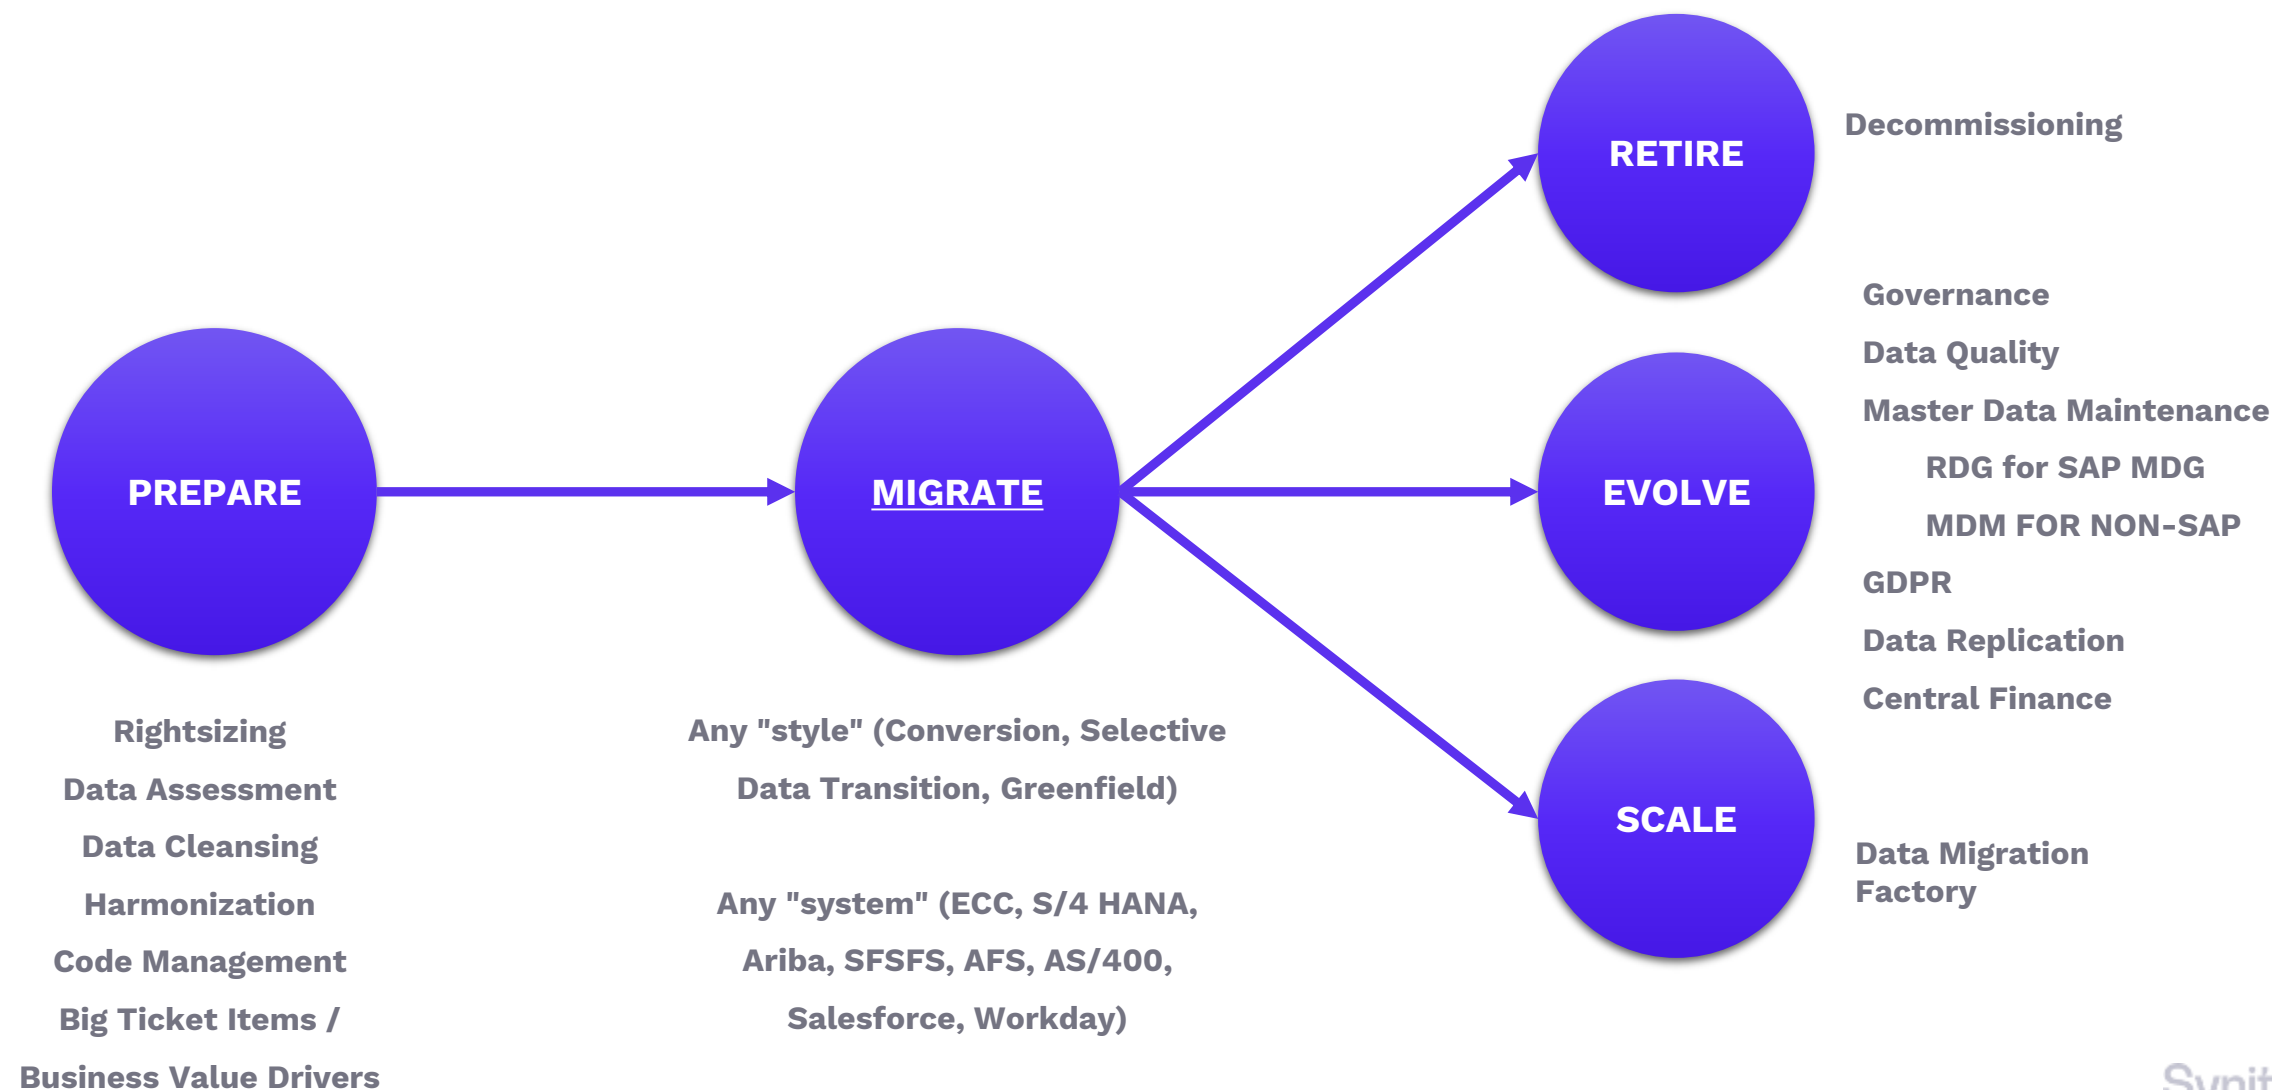 PREPARE
Rightsizing
Data Assessment
Data Cleansing
Harmonization
Code Management
Big Ticket Items /
Business Value Drivers
MIGRATE
Any "style" (Conversion, Selective
Data Transition, Greenfield)
Any "system" (ECC, S/4 HANA,
Ariba, SFSFS, AFS, AS/400,
Salesforce, Workday)
RETIRE
Decommissioning
EVOLVE
Governance
Data Quality
Master Data Maintenance
RDG for SAP MDG
MDM FOR NON-SAP
GDPR
Data Replication
Central Finance
SCALE
Data Migration
Factory